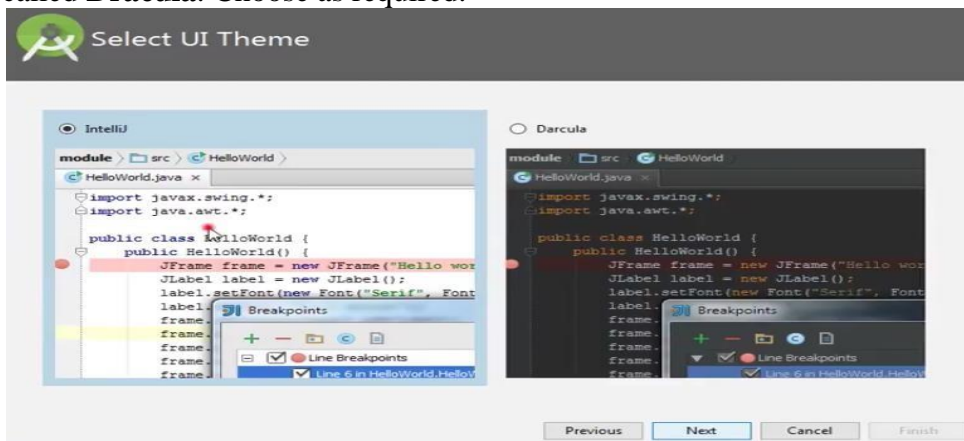 called Dracula. Choose as required.
Select UI Theme
IntelliJ
module src HelloWorld
HelloWorld.java ×
import javax.swing.*;
import java.awt.*;
public class HelloWorld {
public HelloWorld() {
JFrame frame = new JFrame("Hello wor
JLabel label = new JLabel();
label.setFont(new Font("Serif", Font
label.
frame.
frame.
frame.
frame.
frame.
Breakpoints
Line Breakpoints
Line 6 in HelloWorld.HelloW
Darcula
module src HelloWorld
HelloWorld.java ×
import javax.swing.*;
import java.awt.*;
public class HelloWorld {
public HelloWorld() {
JFrame frame = new JFrame("Hello wor
JLabel label = new JLabel();
label.setFont(new Font("Serif", Font
label.
frame.
frame.
frame.
frame.
frame.
Breakpoints
Line Breakpoints
Line 6 in HelloWorld.HelloW
Previous
Next
Cancel
Finish